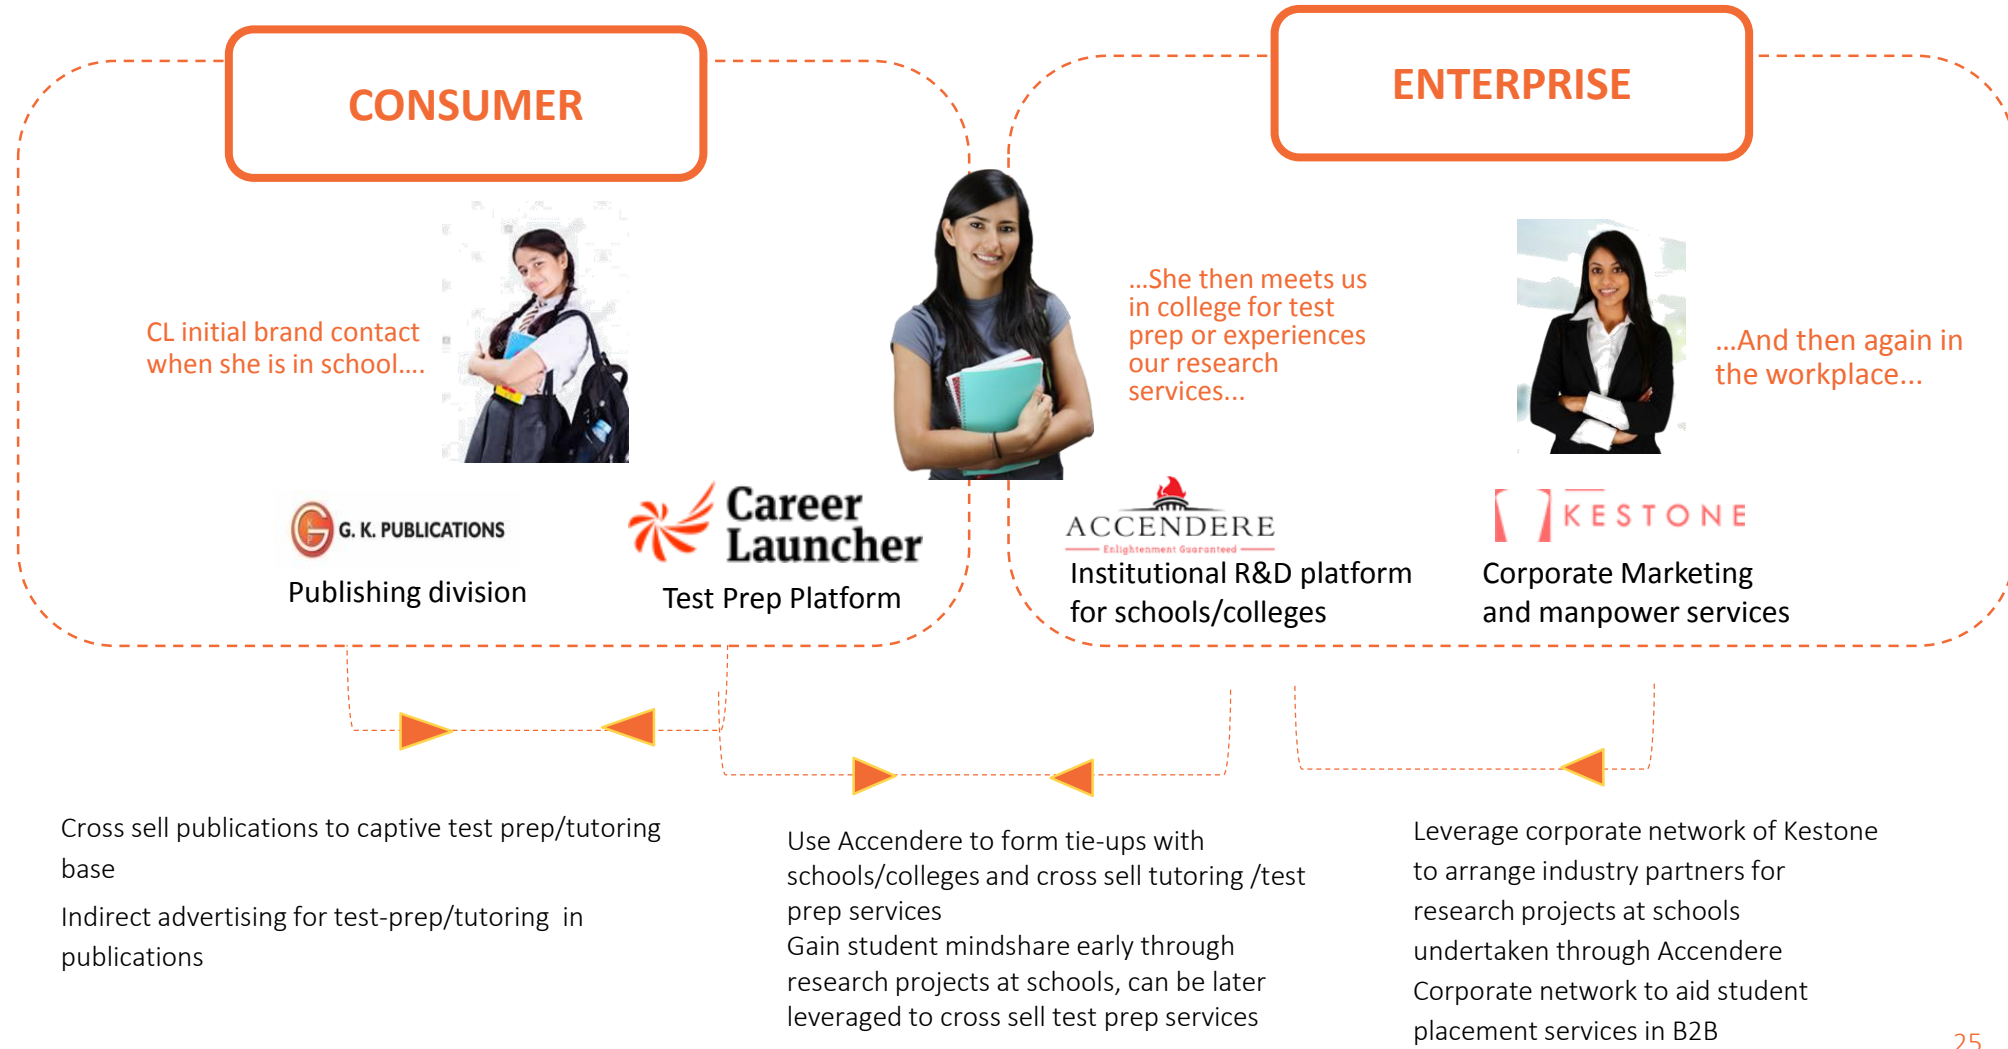 CONSUMER
ENTERPRISE
CL initial brand contact
when she is in school....
...She then meets us
in college for test
prep or experiences
our research
services...
...And then again in
the workplace...
G. K. PUBLICATIONS
Publishing division
Career
Launcher
Test Prep Platform
ACCENDERE
Enlightenment Guaranteed
Institutional R&D platform
for schools/colleges
KESTONE
Corporate Marketing
and manpower services
Cross sell publications to captive test prep/tutoring
base
Indirect advertising for test-prep/tutoring in
publications
Use Accendere to form tie-ups with
schools/colleges and cross sell tutoring /test
prep services
Gain student mindshare early through
research projects at schools, can be later
leveraged to cross sell test prep services
Leverage corporate network of Kestone
to arrange industry partners for
research projects at schools
undertaken through Accendere
Corporate network to aid student
placement services in B2B
25